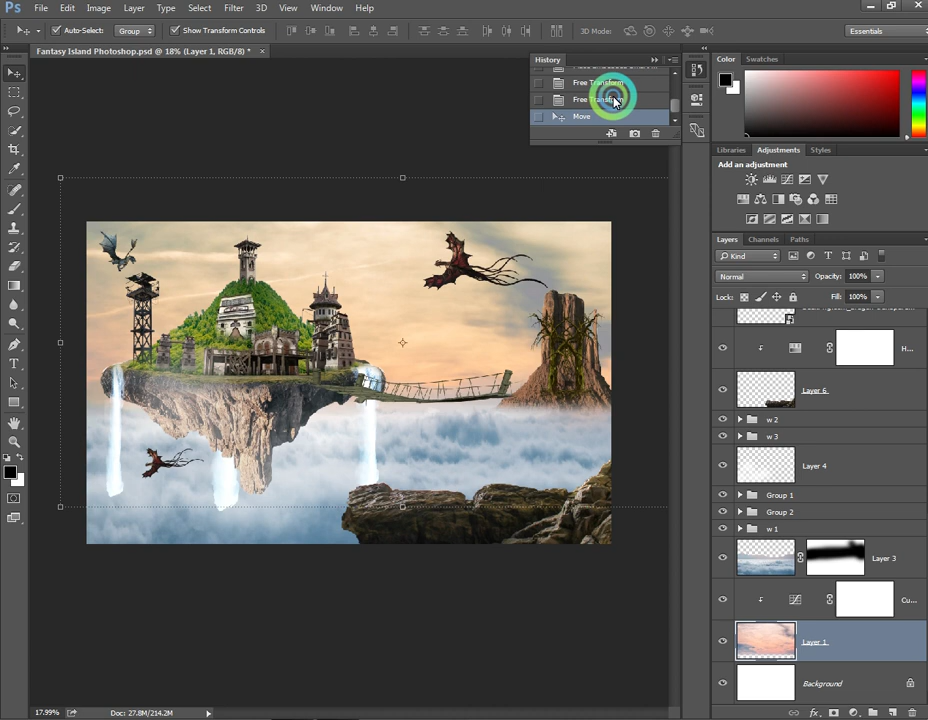 Ps File Edit Image Layer Type Select Filter 3D View Window Help
Auto-Select: Group Show Transform Controls 3D Mode: Essentials
Fantasy Island Photoshop.psd @ 18% (Layer 1, RGB/8) * ×
History
Free Transform
Free Transform
Move
Color Swatches
Libraries Adjustments Styles
Add an adjustment
Layers Channels Paths
Kind
Normal Opacity: 100%
Lock: Fill: 100%
H...
Layer 6
w 2
w 3
Layer 4
Group 1
Group 2
w 1
Layer 3
Cu...
Layer 1
Background
17.99% Doc: 27.8M/214.2M